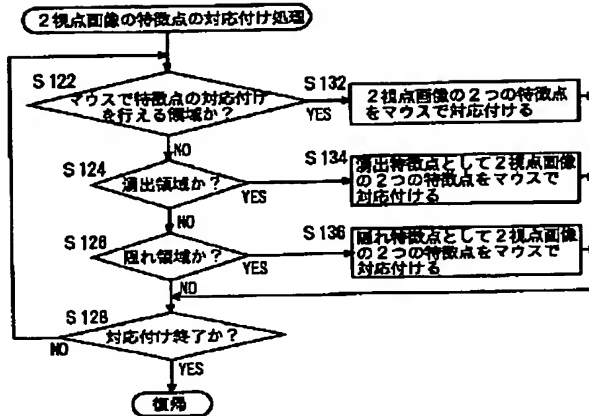 2視点画像の特徴点の対応付け処理
S122
マウスで特徴点の対応付け
を行える領域か?
YES
NO
S132
2視点画像の2つの特徴点
をマウスで対応付ける
S124
湧出領域か?
YES
NO
S134
湧出特徴点として2視点画像
の2つの特徴点をマウスで
対応付ける
S126
隠れ領域か?
YES
NO
S136
隠れ特徴点として2視点画像
の2つの特徴点をマウスで
対応付ける
S128
対応付け終了か?
NO
YES
復帰